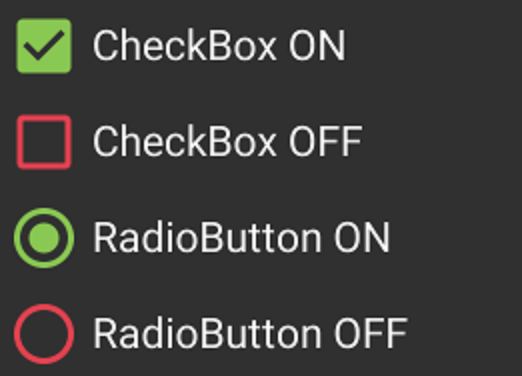 CheckBox ON
CheckBox OFF
RadioButton ON
RadioButton OFF